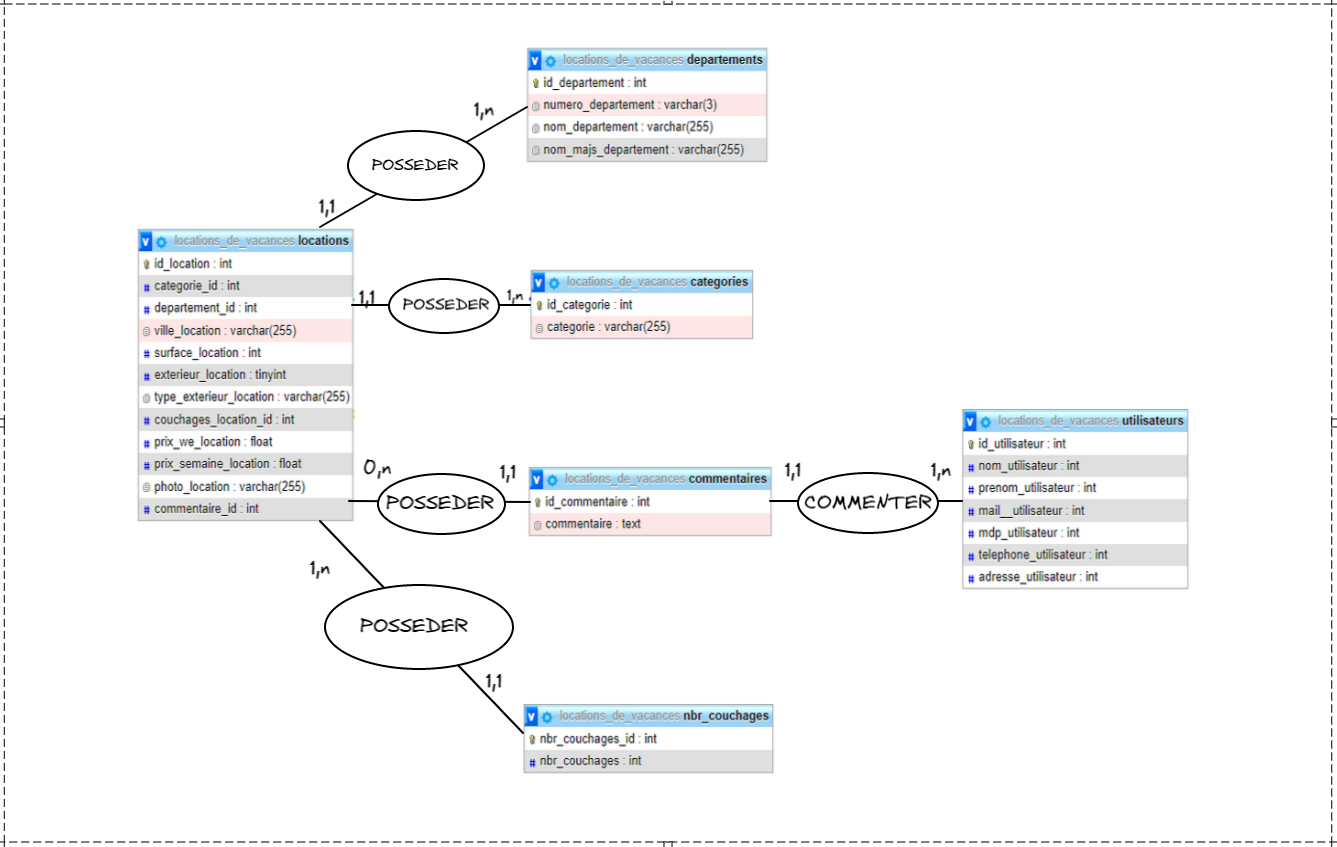 locations_de_vacances departements
id_departement : int
numero_departement : varchar(3)
nom_departement : varchar(255)
nom_majs_departement : varchar(255)
1,n
POSSEDER
1,1
locations_de_vacances locations
id_location : int
categorie_id : int
departement_id : int
ville_location : varchar(255)
surface_location : int
exterieur_location : tinyint
type_exterieur_location : varchar(255)
couchages_location_id : int
prix_we_location : float
prix_semaine_location : float
photo_location : varchar(255)
commentaire_id : int
1,1
POSSEDER
1,n
locations_de_vacances categories
id_categorie : int
categorie : varchar(255)
0,n
POSSEDER
1,1
locations_de_vacances commentaires
id_commentaire : int
commentaire : text
1,1
COMMENTER
1,n
locations_de_vacances utilisateurs
id_utilisateur : int
nom_utilisateur : int
prenom_utilisateur : int
mail__utilisateur : int
mdp_utilisateur : int
telephone_utilisateur : int
adresse_utilisateur : int
1,n
POSSEDER
1,1
locations_de_vacances nbr_couchages
nbr_couchages_id : int
nbr_couchages : int